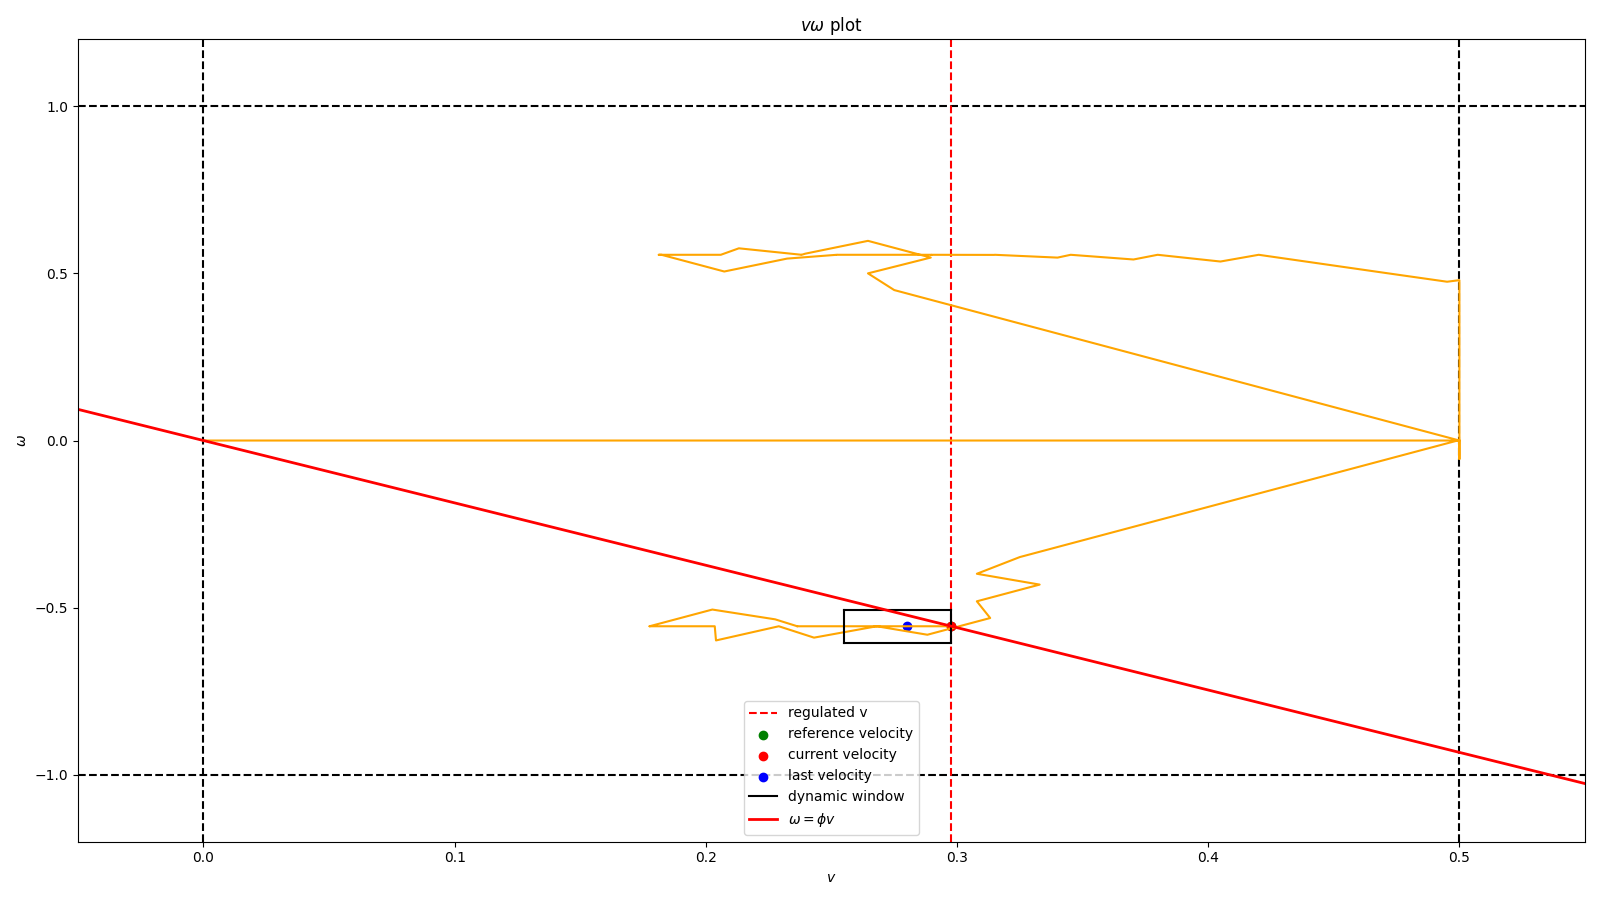 vω plot
1.0
0.5
0.0
−0.5
−1.0
ω
0.0
0.1
0.2
0.3
0.4
0.5
v
regulated v
reference velocity
current velocity
last velocity
dynamic window
ω = ϕv